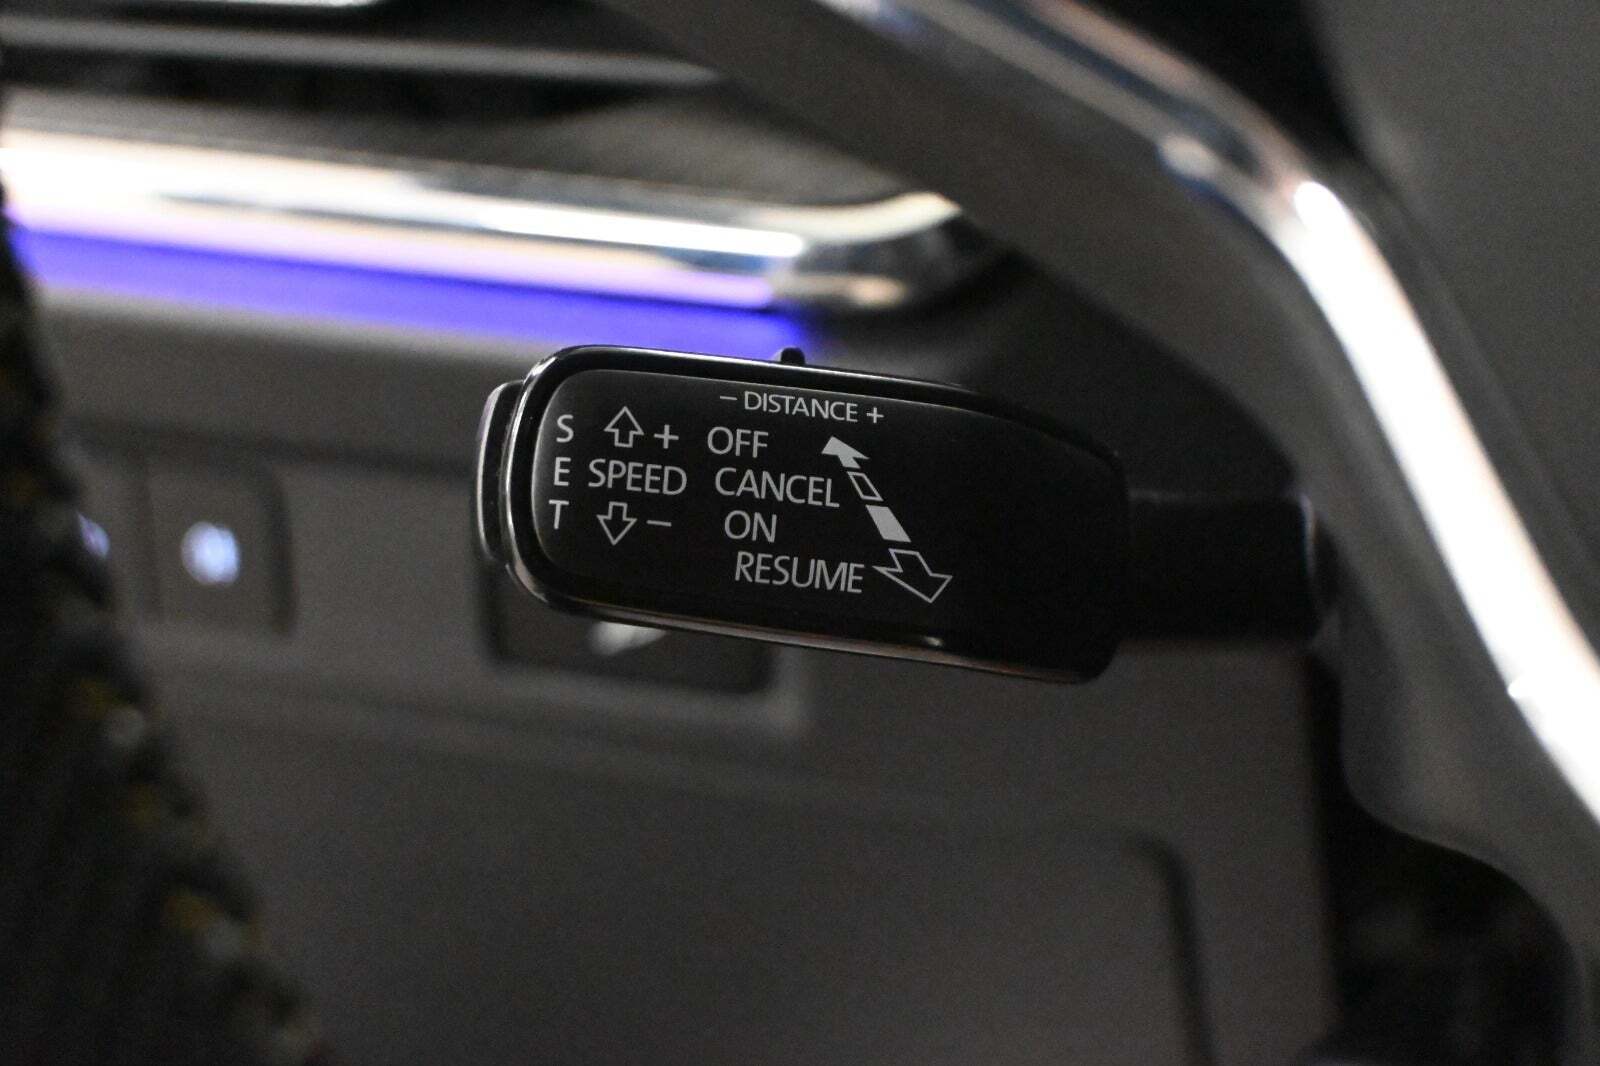 − DISTANCE +
S + OFF
E SPEED CANCEL
T − ON
RESUME